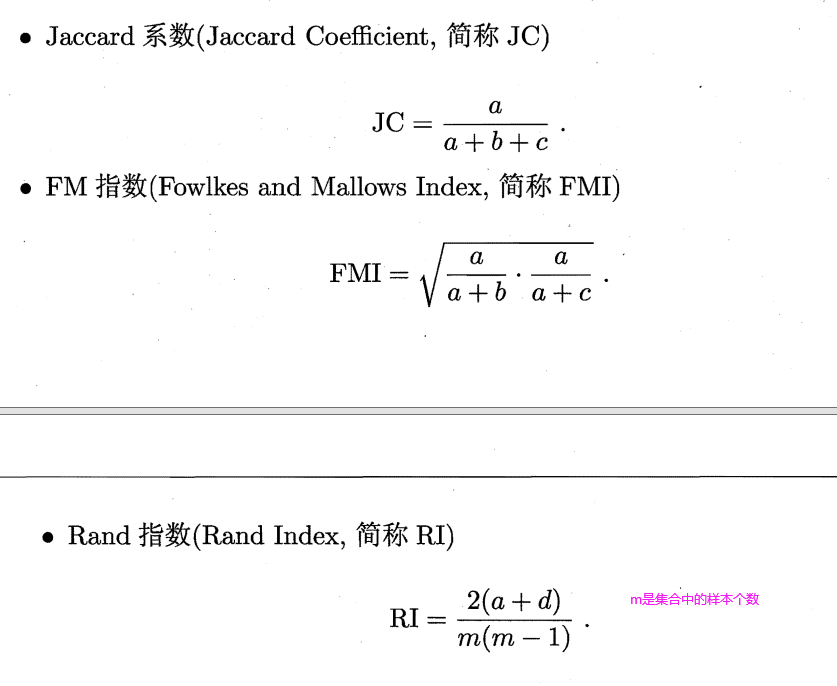 • Jaccard 系数(Jaccard Coefficient, 简称 JC)
JC = a / (a + b + c) .
• FM 指数(Fowlkes and Mallows Index, 简称 FMI)
FMI = √(a / (a + b) · a / (a + c)) .
• Rand 指数(Rand Index, 简称 RI)
RI = 2(a + d) / m(m − 1) .
m是集合中的样本个数